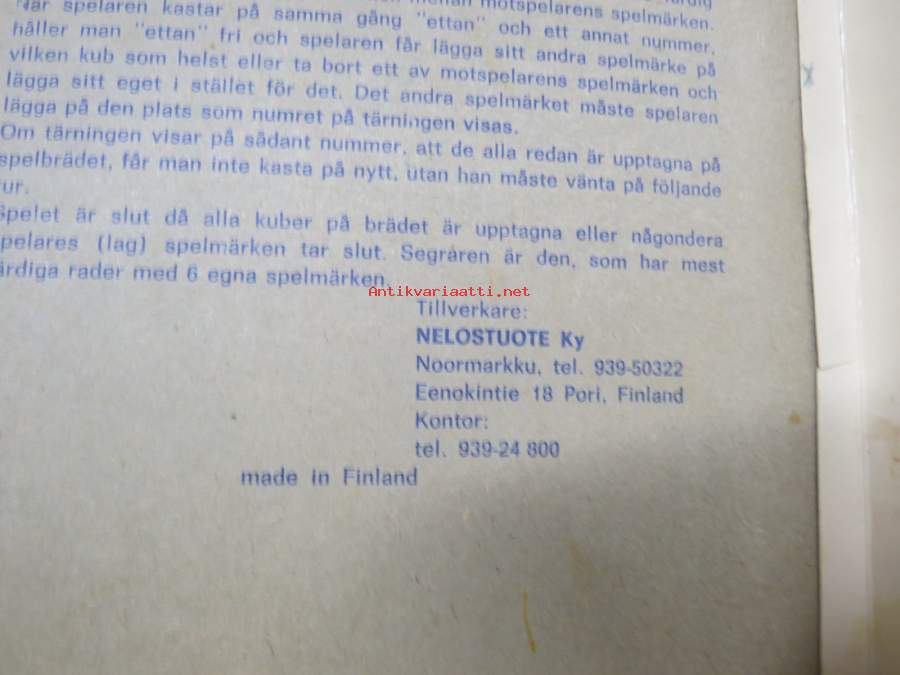 motspelarens spelmärken.
När spelaren kastar på samma gång "ettan" och ett annat nummer,
håller man "ettan" fri och spelaren får lägga sitt andra spelmärke på
vilken kub som helst eller ta bort ett av motspelarens spelmärken och
lägga sitt eget i stället för det. Det andra spelmärket måste spelaren
lägga på den plats som numret på tärningen visas.
Om tärningen visar på sådant nummer, att de alla redan är upptagna på
spelbrädet, får man inte kasta på nytt, utan han måste vänta på följande
tur.
Spelet är slut då alla kuber på brädet är upptagna eller någondera
spelares (lag) spelmärken tar slut. Segraren är den, som har mest
ärdiga rader med 6 egna spelmärken.
Antikvariaatti.net
Tillverkare:
NELOSTUOTE Ky
Noormarkku, tel. 939-50322
Eenokintie 18 Pori, Finland
Kontor:
tel. 939-24 800
made in Finland